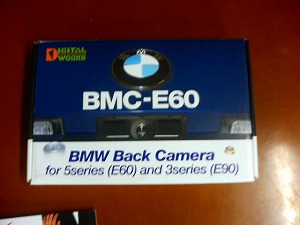 DIGITAL
WORKS
BMC-E60
BMW Back Camera
for 5series (E60) and 3series (E90)